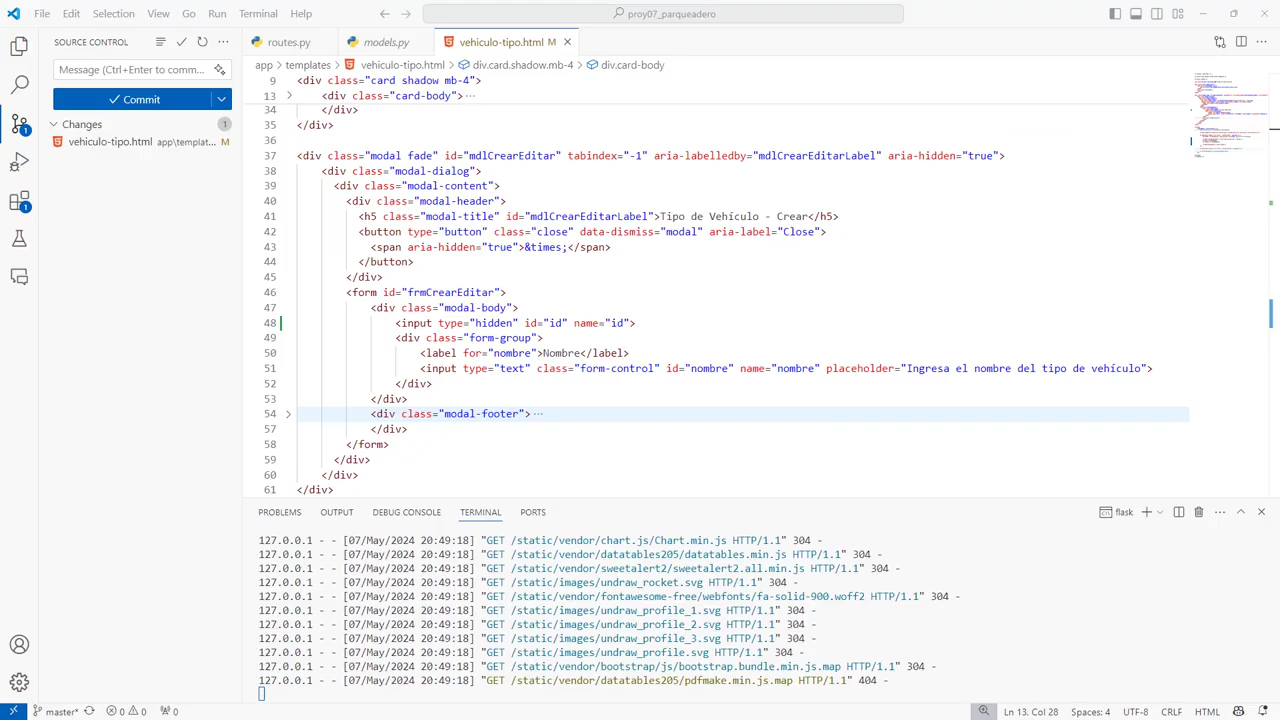 File Edit Selection View Go Run Terminal Help
proy07_parqueadero
SOURCE CONTROL
routes.py
models.py
vehiculo-tipo.html M
Message (Ctrl+Enter to comm...
app > templates > vehiculo-tipo.html > div.card.shadow.mb-4 > div.card-body
Commit
Changes 1
vehiculo-tipo.html app\templat... M
9 <div class="card shadow mb-4">
13 <div class="card-body"> ...
34 </div>
35 </div>
36
37 <div class="modal fade" id="mdlCrearEditar" tabindex="-1" aria-labelledby="mdlCrearEditarLabel" aria-hidden="true">
38 <div class="modal-dialog">
39 <div class="modal-content">
40 <div class="modal-header">
41 <h5 class="modal-title" id="mdlCrearEditarLabel">Tipo de Vehículo - Crear</h5>
42 <button type="button" class="close" data-dismiss="modal" aria-label="Close">
43 <span aria-hidden="true">&times;</span>
44 </button>
45 </div>
46 <form id="frmCrearEditar">
47 <div class="modal-body">
48 <input type="hidden" id="id" name="id">
49 <div class="form-group">
50 <label for="nombre">Nombre</label>
51 <input type="text" class="form-control" id="nombre" name="nombre" placeholder="Ingresa el nombre del tipo de vehículo">
52 </div>
53 </div>
54 <div class="modal-footer"> ...
57 </div>
58 </form>
59 </div>
60 </div>
61 </div>
PROBLEMS OUTPUT DEBUG CONSOLE TERMINAL PORTS
flask
127.0.0.1 - - [07/May/2024 20:49:18] "GET /static/vendor/chart.js/Chart.min.js HTTP/1.1" 304 -
127.0.0.1 - - [07/May/2024 20:49:18] "GET /static/vendor/datatables205/datatables.min.js HTTP/1.1" 304 -
127.0.0.1 - - [07/May/2024 20:49:18] "GET /static/vendor/sweetalert2/sweetalert2.all.min.js HTTP/1.1" 304 -
127.0.0.1 - - [07/May/2024 20:49:18] "GET /static/images/undraw_rocket.svg HTTP/1.1" 304 -
127.0.0.1 - - [07/May/2024 20:49:18] "GET /static/vendor/fontawesome-free/webfonts/fa-solid-900.woff2 HTTP/1.1" 304 -
127.0.0.1 - - [07/May/2024 20:49:18] "GET /static/images/undraw_profile_1.svg HTTP/1.1" 304 -
127.0.0.1 - - [07/May/2024 20:49:18] "GET /static/images/undraw_profile_2.svg HTTP/1.1" 304 -
127.0.0.1 - - [07/May/2024 20:49:18] "GET /static/images/undraw_profile_3.svg HTTP/1.1" 304 -
127.0.0.1 - - [07/May/2024 20:49:18] "GET /static/images/undraw_profile.svg HTTP/1.1" 304 -
127.0.0.1 - - [07/May/2024 20:49:18] "GET /static/vendor/bootstrap/js/bootstrap.bundle.min.js.map HTTP/1.1" 304 -
127.0.0.1 - - [07/May/2024 20:49:18] "GET /static/vendor/datatables205/pdfmake.min.js.map HTTP/1.1" 404 -
1
1
master* 0 0 0 Ln 13, Col 28 Spaces: 4 UTF-8 CRLF HTML